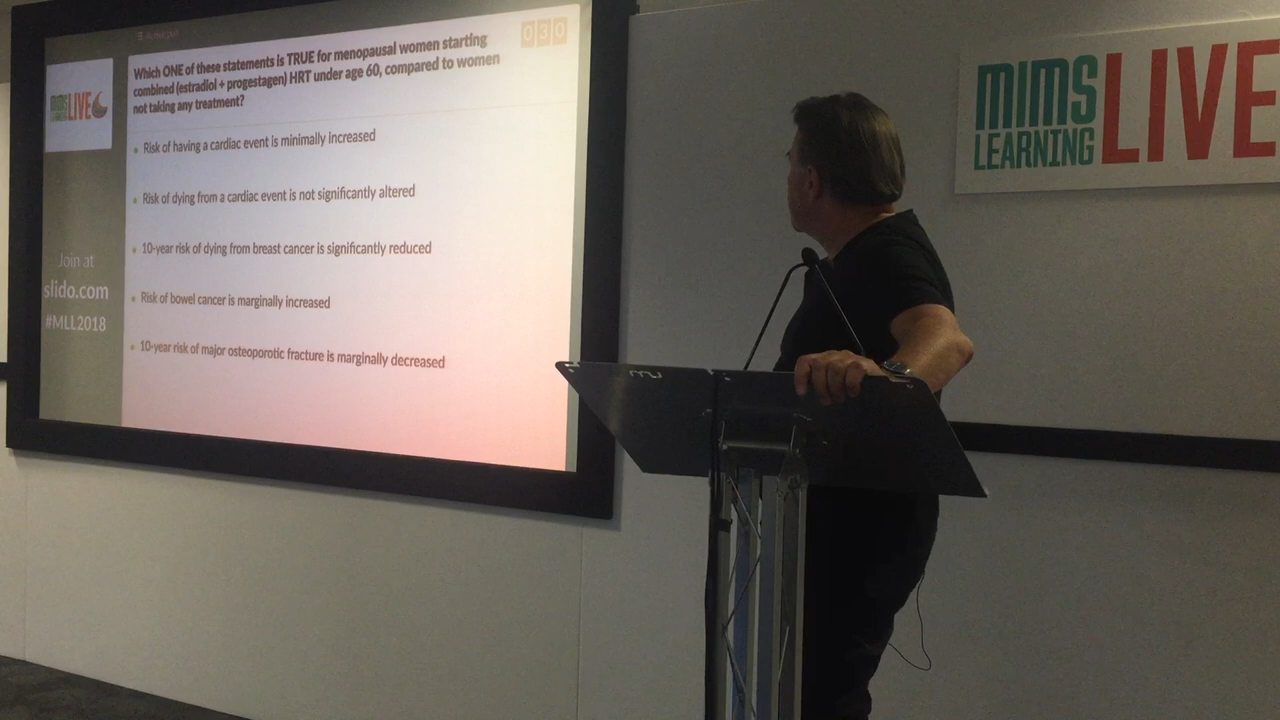 030
Which ONE of these statements is TRUE for menopausal women starting
combined (estradiol + progestagen) HRT under age 60, compared to women
not taking any treatment?
Risk of having a cardiac event is minimally increased
Risk of dying from a cardiac event is not significantly altered
10-year risk of dying from breast cancer is significantly reduced
Risk of bowel cancer is marginally increased
10-year risk of major osteoporotic fracture is marginally decreased
MIMS
LEARNING
LIVE
Join at
slido.com
#MLL2018
MIMS
LEARNING
LIVE